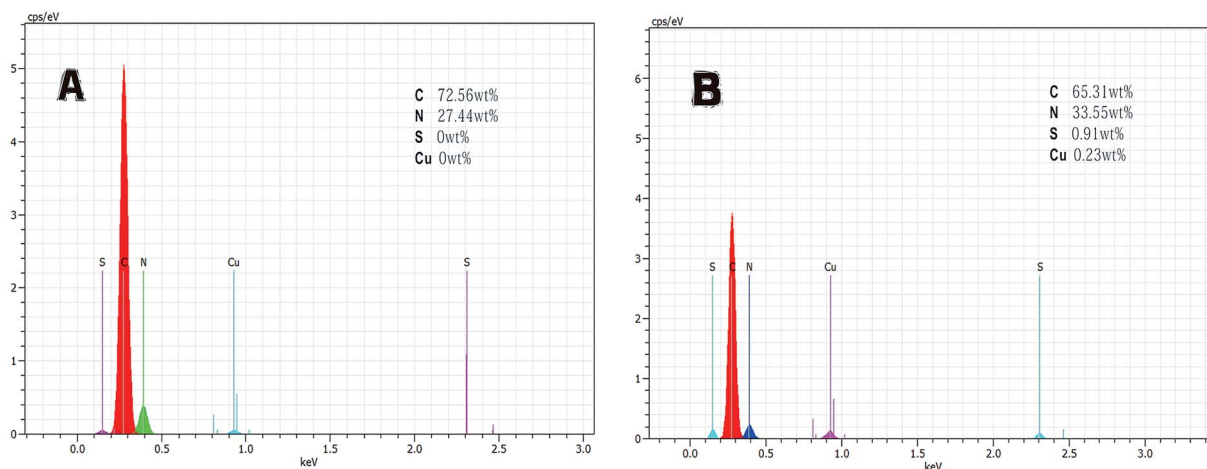 cps/eV
A
C 72.56wt%
N 27.44wt%
S 0wt%
Cu 0wt%
5
4
3
2
1
0
S C N Cu S
0.0 0.5 1.0 1.5 2.0 2.5 3.0
keV
cps/eV
B
C 65.31wt%
N 33.55wt%
S 0.91wt%
Cu 0.23wt%
6
5
4
3
2
1
0
S C N Cu S
0.0 0.5 1.0 1.5 2.0 2.5 3.0
keV